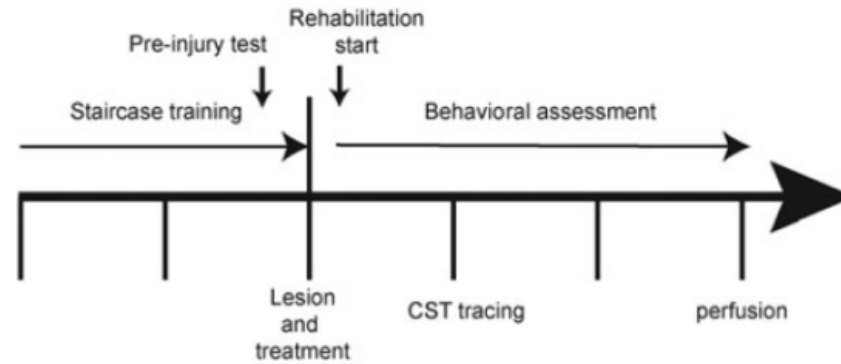 Rehabilitation
Pre-injury test
start
Staircase training
Behavioral assessment
Lesion
and
treatment
CST tracing
perfusion